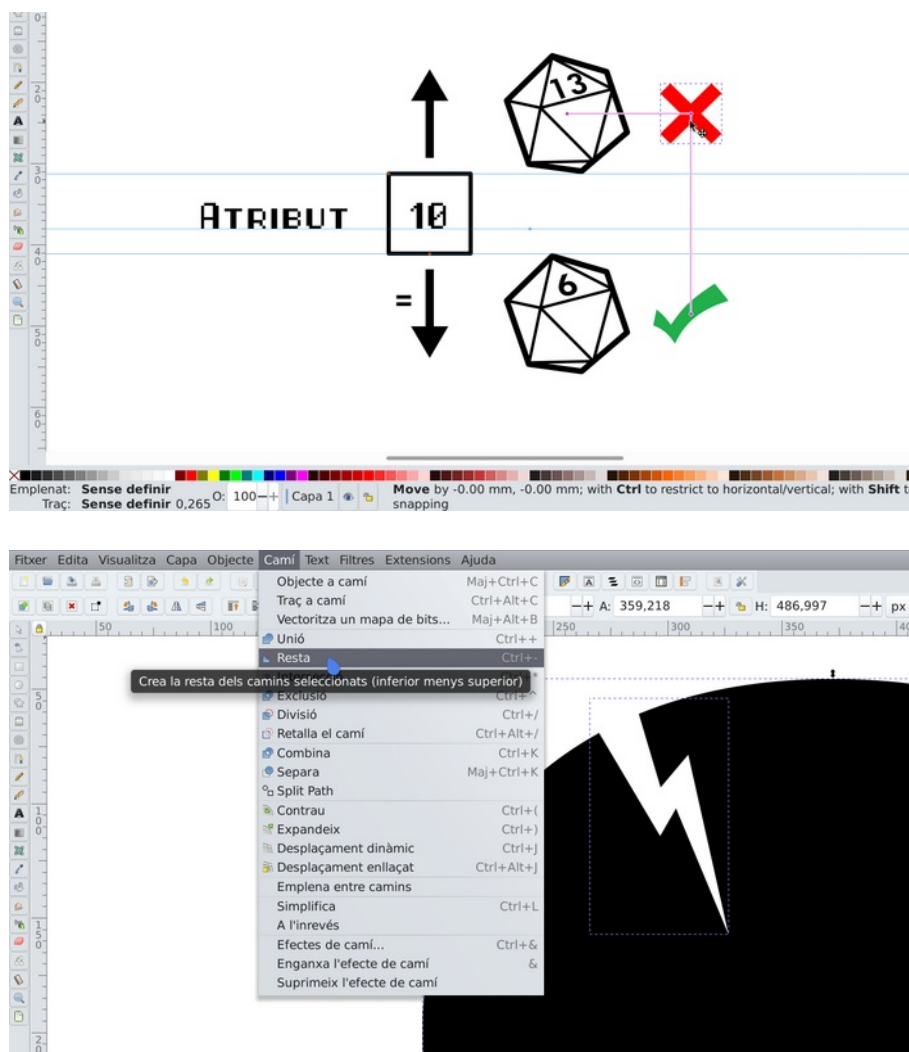 13
ATRIBUT 10
=
6
Emplenat: Sense definir
Traç: Sense definir 0,265
O: 100
Capa 1
Move by -0.00 mm, -0.00 mm; with Ctrl to restrict to horizontal/vertical; with Shift t
snapping
Fitxer Edita Visualitza Capa Objecte Camí Text Filtres Extensions Ajuda
Objecte a camí Maj+Ctrl+C
Traç a camí Ctrl+Alt+C
Vectoritza un mapa de bits... Maj+Alt+B
A: 359,218 H: 486,997 px
Unió Ctrl++
50 100 250 300 350
Resta Ctrl+-
Crea la resta dels camins seleccionats (inferior menys superior)
Exclusió Ctrl+^
Divisió Ctrl+/
Retalla el camí Ctrl+Alt+/
Combina Ctrl+K
Separa Maj+Ctrl+K
Split Path
Contrau Ctrl+(
Expandeix Ctrl+)
Desplaçament dinàmic Ctrl+J
Desplaçament enllaçat Ctrl+Alt+J
Emplena entre camins
Simplifica Ctrl+L
A l'inrevés
Efectes de camí... Ctrl+&
Enganxa l'efecte de camí &
Suprimeix l'efecte de camí